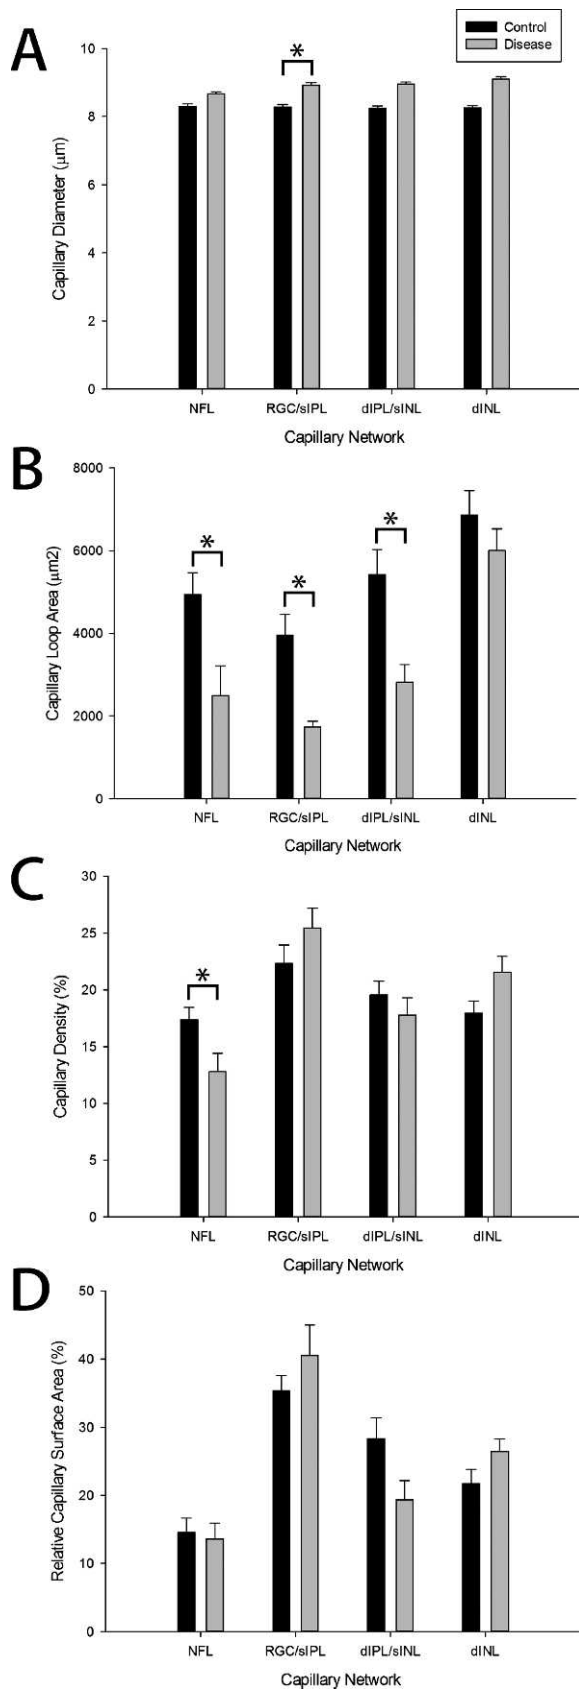 A
Control
Disease
*
10
8
6
4
2
0
Capillary Diameter (μm)
NFL RGC/sIPL dIPL/sINL dINL
Capillary Network
B
8000
6000
4000
2000
0
Capillary Loop Area (μm2)
* * *
NFL RGC/sIPL dIPL/sINL dINL
Capillary Network
C
30
25
20
15
10
5
0
Capillary Density (%)
*
NFL RGC/sIPL dIPL/sINL dINL
Capillary Network
D
50
40
30
20
10
0
Relative Capillary Surface Area (%)
NFL RGC/sIPL dIPL/sINL dINL
Capillary Network